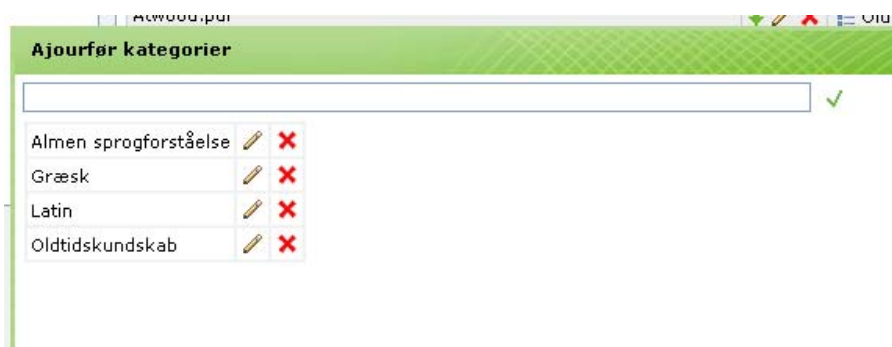 Atwood.pdf
Ajourfør kategorier
Almen sprogforståelse
Græsk
Latin
Oldtidskundskab